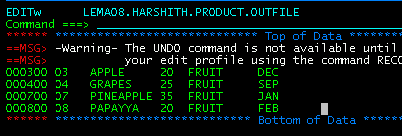 EDITw      LEMAO8.HARSHITH.PRODUCT.OUTFILE
Command ===>
****** ***************************** Top of Data *****
==MSG> -Warning- The UNDO command is not available until
==MSG>           your edit profile using the command RECO
000300 03    APPLE      20    FRUIT      DEC
000400 04    GRAPES     25    FRUIT      SEP
000700 07    PINEAPPLE  35    FRUIT      JAN
000800 08    PAPAYYA    20    FRUIT      FEB
****** **************************** Bottom of Data ****